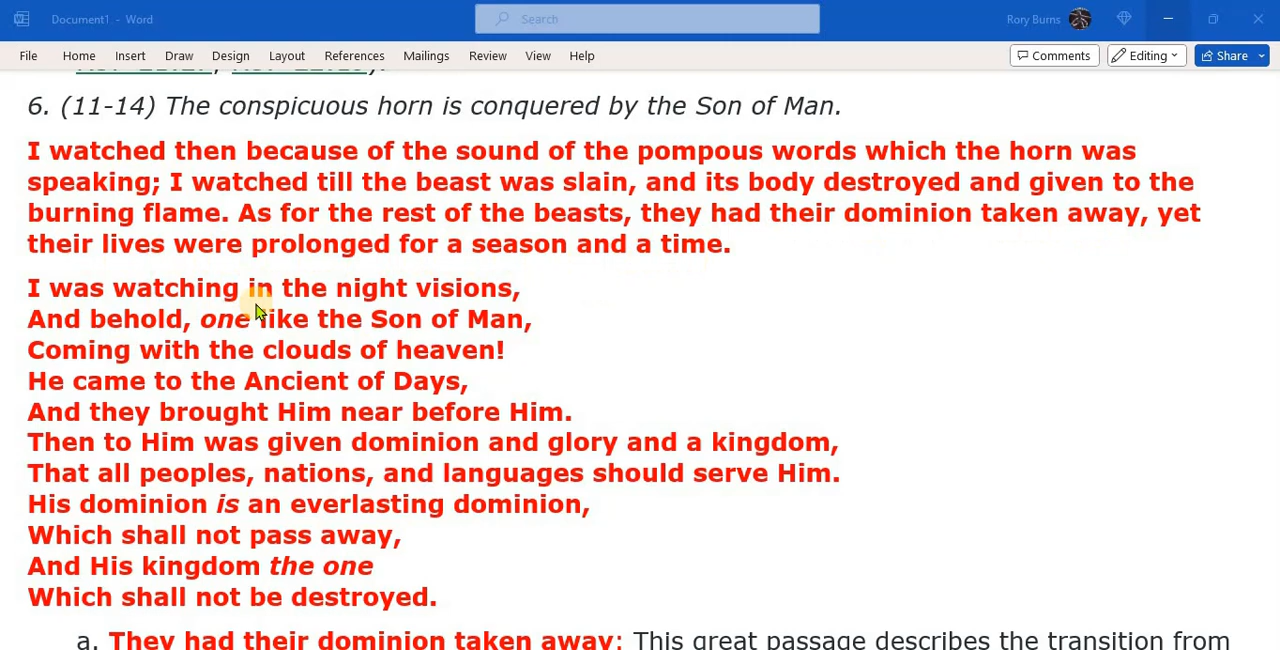 Document1 - Word
Search
Rory Burns
File Home Insert Draw Design Layout References Mailings Review View Help Comments Editing Share
6. (11-14) The conspicuous horn is conquered by the Son of Man.
I watched then because of the sound of the pompous words which the horn was
speaking; I watched till the beast was slain, and its body destroyed and given to the
burning flame. As for the rest of the beasts, they had their dominion taken away, yet
their lives were prolonged for a season and a time.
I was watching in the night visions,
And behold, one like the Son of Man,
Coming with the clouds of heaven!
He came to the Ancient of Days,
And they brought Him near before Him.
Then to Him was given dominion and glory and a kingdom,
That all peoples, nations, and languages should serve Him.
His dominion is an everlasting dominion,
Which shall not pass away,
And His kingdom the one
Which shall not be destroyed.
a. They had their dominion taken away: This great passage describes the transition from